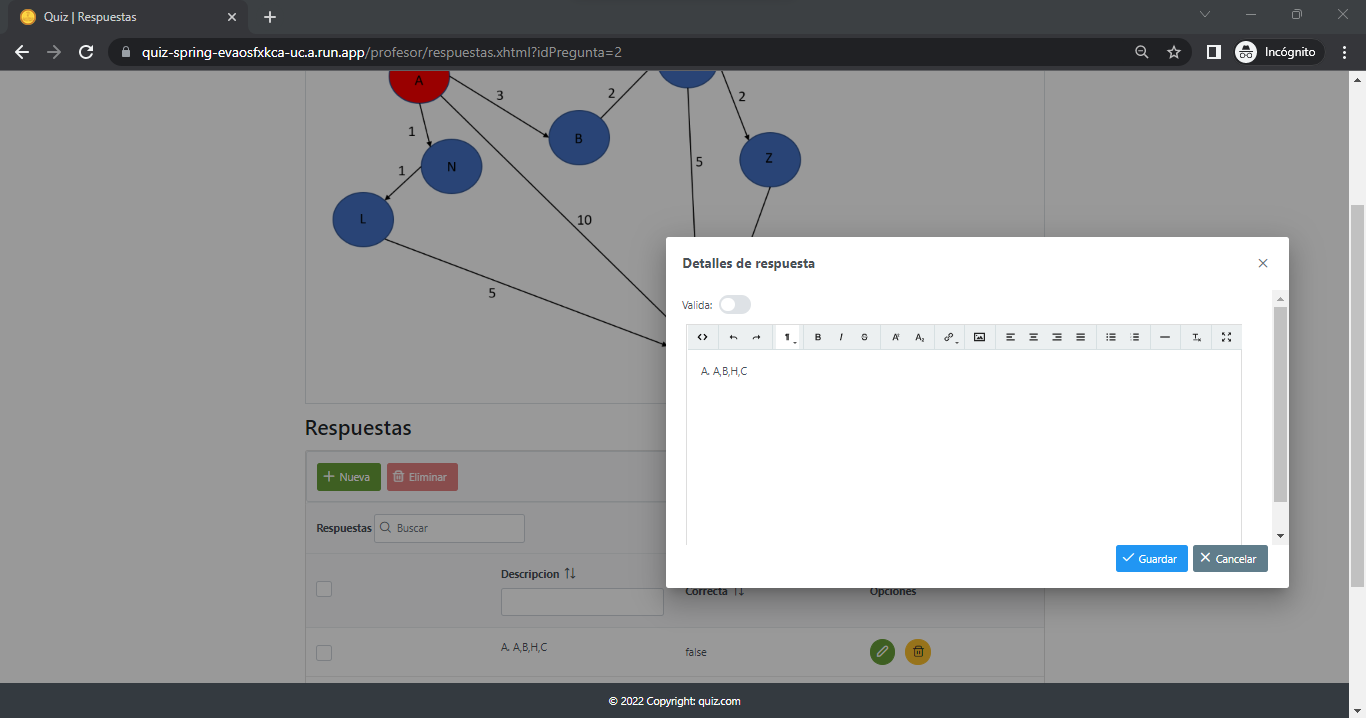 Quiz | Respuestas
quiz-spring-evaosfxkca-uc.a.run.app/profesor/respuestas.xhtml?idPregunta=2
Incógnito
A
3
2
2
1
B
N
1
5
Z
L
10
5
Detalles de respuesta
Valida:
B I S
A. A,B,H,C
Guardar Cancelar
Respuestas
Nueva Eliminar
Respuestas Buscar
Descripcion Correcta Opciones
A. A,B,H,C false
© 2022 Copyright: quiz.com